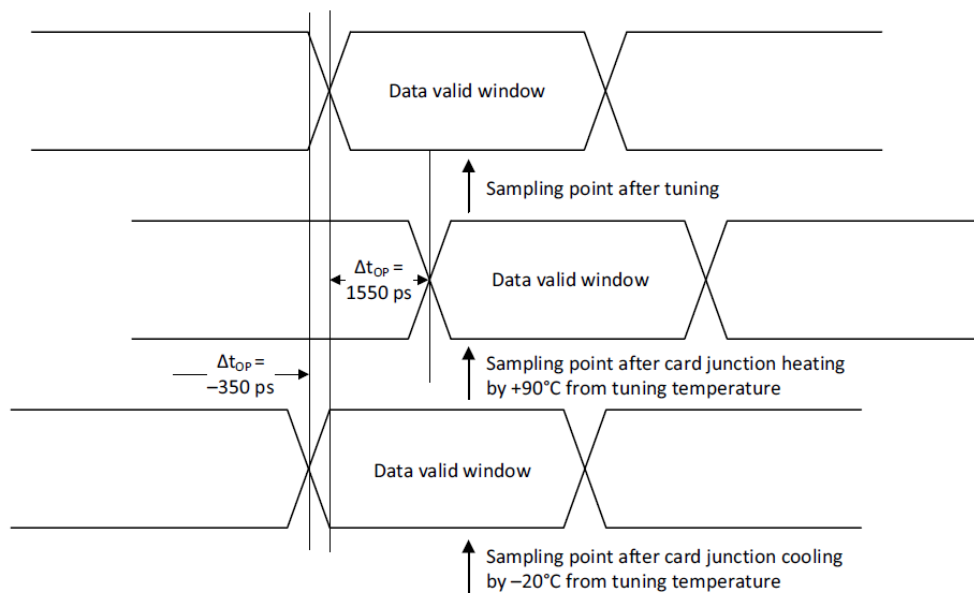 Data valid window
Sampling point after tuning
Δtₒₚ =
1550 ps
Data valid window
Δtₒₚ =
–350 ps
Sampling point after card junction heating
by +90°C from tuning temperature
Data valid window
Sampling point after card junction cooling
by –20°C from tuning temperature